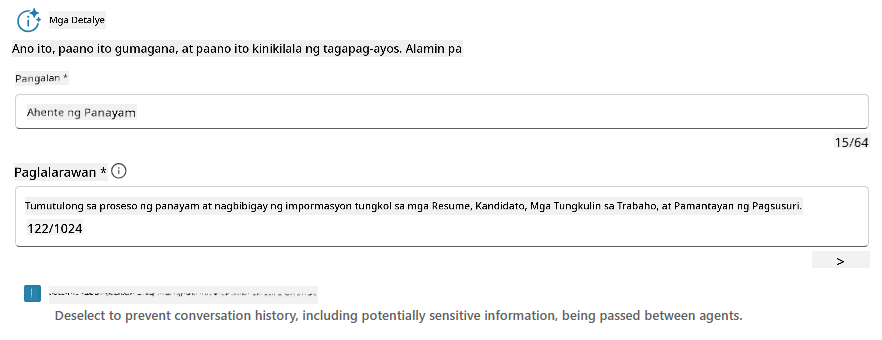 Mga Detalye
Ano ito, paano ito gumagana, at paano ito kinikilala ng tagapag-ayos. Alamin pa
Pangalan *
Ahente ng Panayam
15/64
Paglalarawan *
Tumutulong sa proseso ng panayam at nagbibigay ng impormasyon tungkol sa mga Resume, Kandidato, Mga Tungkulin sa Trabaho, at Pamantayan ng Pagsusuri.
122/1024
>
Deselect to prevent conversation history, including potentially sensitive information, being passed between agents.